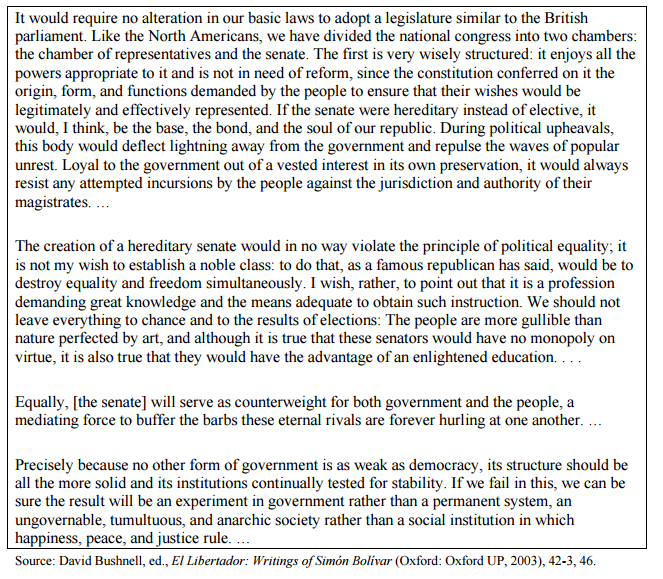 It would require no alteration in our basic laws to adopt a legislature similar to the British
parliament. Like the North Americans, we have divided the national congress into two chambers:
the chamber of representatives and the senate. The first is very wisely structured: it enjoys all the
powers appropriate to it and is not in need of reform, since the constitution conferred on it the
origin, form, and functions demanded by the people to ensure that their wishes would be
legitimately and effectively represented. If the senate were hereditary instead of elective, it
would, I think, be the base, the bond, and the soul of our republic. During political upheavals,
this body would deflect lightning away from the government and repulse the waves of popular
unrest. Loyal to the government out of a vested interest in its own preservation, it would always
resist any attempted incursions by the people against the jurisdiction and authority of their
magistrates. …
The creation of a hereditary senate would in no way violate the principle of political equality; it
is not my wish to establish a noble class: to do that, as a famous republican has said, would be to
destroy equality and freedom simultaneously. I wish, rather, to point out that it is a profession
demanding great knowledge and the means adequate to obtain such instruction. We should not
leave everything to chance and to the results of elections: The people are more gullible than
nature perfected by art, and although it is true that these senators would have no monopoly on
virtue, it is also true that they would have the advantage of an enlightened education. . . .
Equally, [the senate] will serve as counterweight for both government and the people, a
mediating force to buffer the barbs these eternal rivals are forever hurling at one another. …
Precisely because no other form of government is as weak as democracy, its structure should be
all the more solid and its institutions continually tested for stability. If we fail in this, we can be
sure the result will be an experiment in government rather than a permanent system, an
ungovernable, tumultuous, and anarchic society rather than a social institution in which
happiness, peace, and justice rule. …
Source: David Bushnell, ed., El Libertador: Writings of Simón Bolívar (Oxford: Oxford UP, 2003), 42-3, 46.